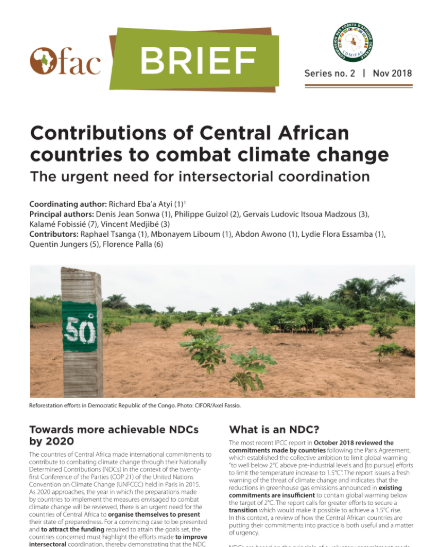 Ofac
BRIEF
Series no. 2 | Nov 2018
Contributions of Central African
countries to combat climate change
The urgent need for intersectorial coordination
Coordinating author: Richard Eba'a Atyi (1)¹
Principal authors: Denis Jean Sonwa (1), Philippe Guizol (2), Gervais Ludovic Itsoua Madzous (3),
Kalamé Fobissié (7), Vincent Medjibé (3)
Contributors: Raphael Tsanga (1), Mbonayem Liboum (1), Abdon Awono (1), Lydie Flora Essamba (1),
Quentin Jungers (5), Florence Palla (6)
50
Reforestation efforts in Democratic Republic of the Congo. Photo: CIFOR/Axel Fassio.
Towards more achievable NDCs
by 2020
The countries of Central Africa made international commitments to
contribute to combating climate change through their Nationally
Determined Contributions (NDCs) in the context of the twenty-
first Conference of the Parties (COP 21) of the United Nations
Convention on Climate Change (UNFCCC) held in Paris in 2015.
As 2020 approaches, the year in which the preparations made
by countries to implement the measures envisaged to combat
climate change will be reviewed, there is an urgent need for the
countries of Central Africa to organise themselves to present
their state of preparedness. For a convincing case to be presented
and to attract the funding required to attain the goals set, the
countries concerned must highlight the efforts made to improve
intersectoral coordination, thereby demonstrating that the NDC
What is an NDC?
The most recent IPCC report in October 2018 reviewed the
commitments made by countries following the Paris Agreement,
which established the collective ambition to limit global warming
"to well below 2°C above pre-industrial levels and [to pursue] efforts
to limit the temperature increase to 1.5°C". The report issues a fresh
warning of the threat of climate change and indicates that the
reductions in greenhouse gas emissions announced in existing
commitments are insufficient to contain global warming below
the target of 2°C. The report calls for greater efforts to secure a
transition which would make it possible to achieve a 1.5°C rise.
In this context, a review of how the Central African countries are
putting their commitments into practice is both useful and a matter
of urgency.